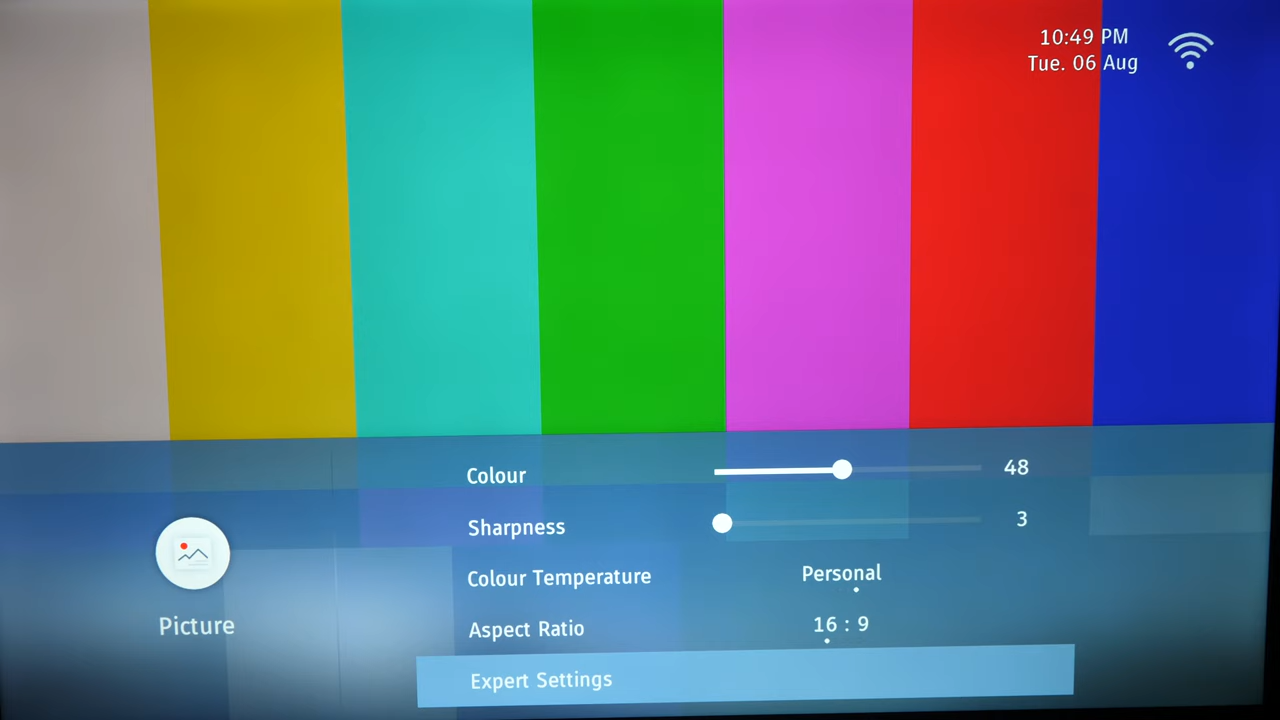 10:49 PM
Tue. 06 Aug
Colour 48
Sharpness 3
Colour Temperature Personal
Aspect Ratio 16 : 9
Expert Settings
Picture